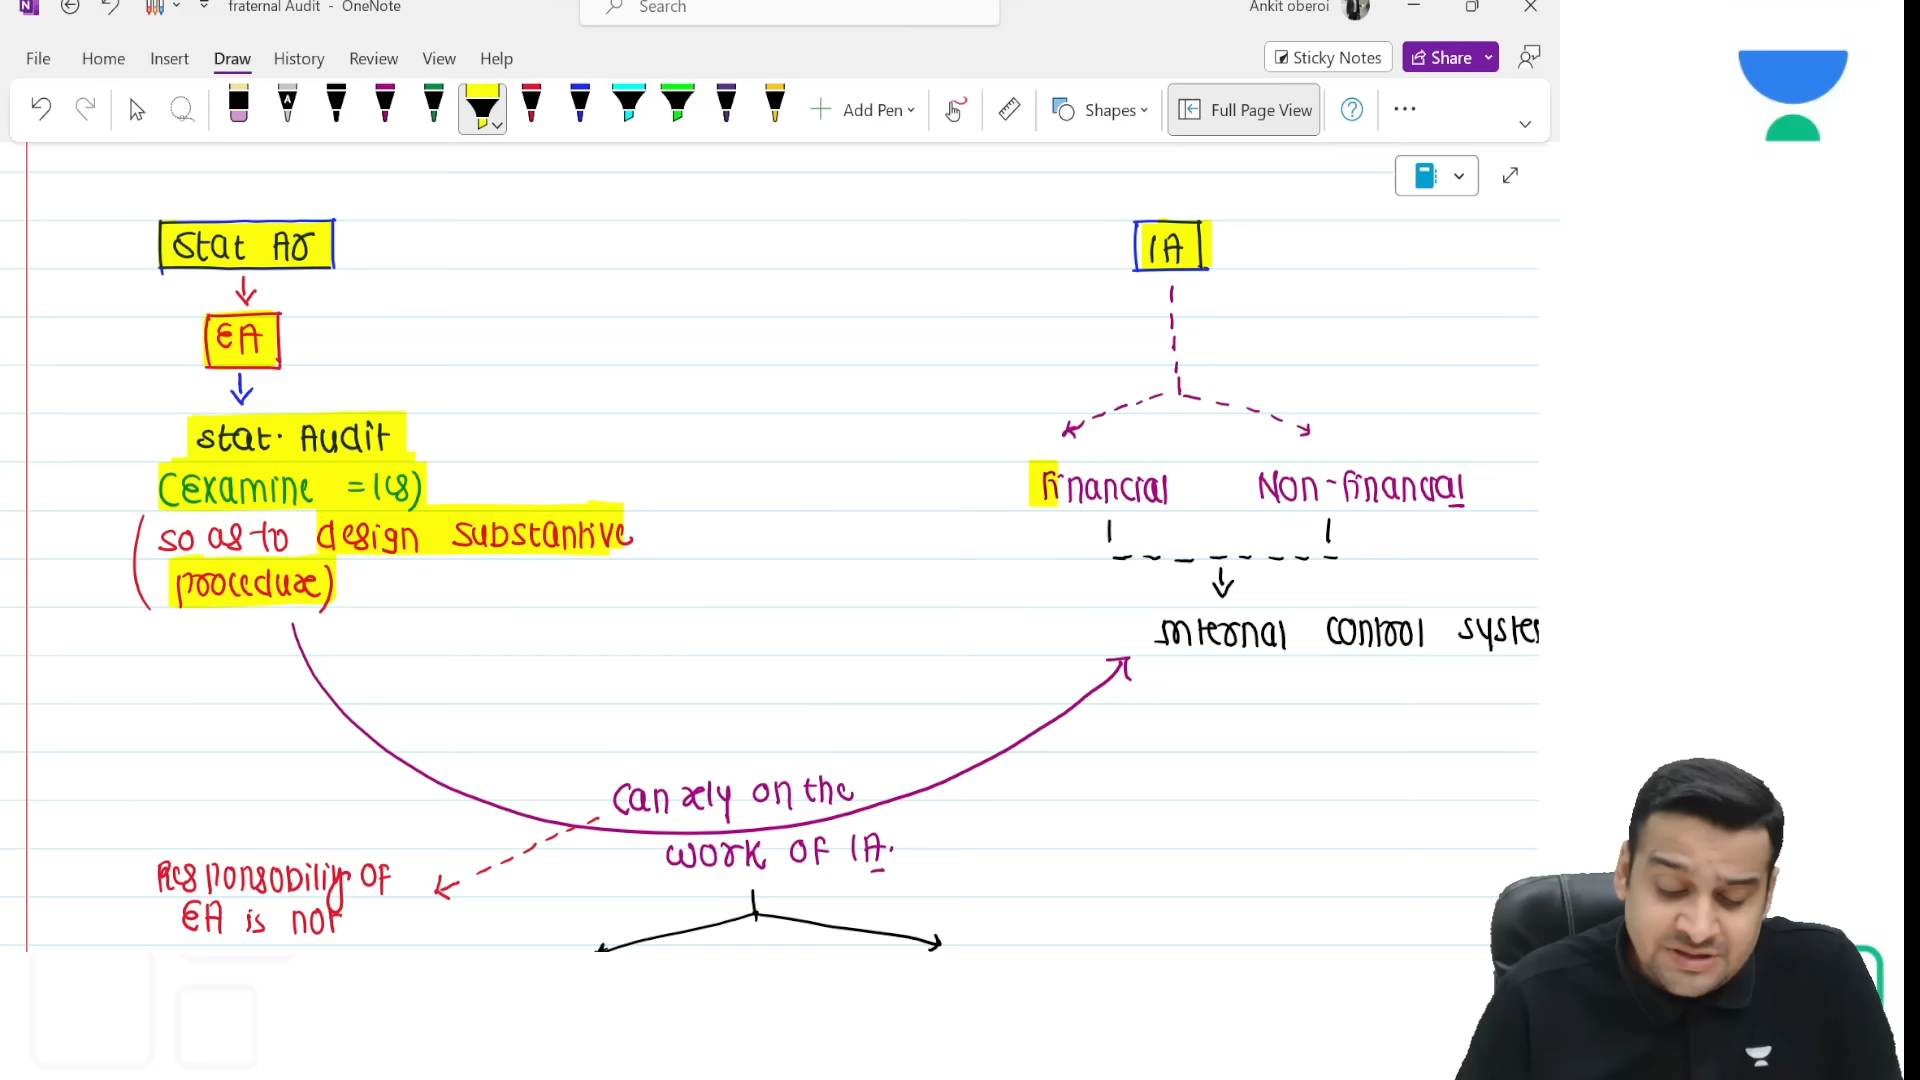 fraternal Audit - OneNote
Search
Ankit oberoi
File Home Insert Draw History Review View Help
Sticky Notes
Share
Add Pen
Shapes
Full Page View
Stat Ar
IA
EA
stat. Audit
(examine = ICS)
financial Non-financial
(so as to design substantive
procedure)
Internal control syste
can rely on the
work of IA.
Responsobility of
EA is not